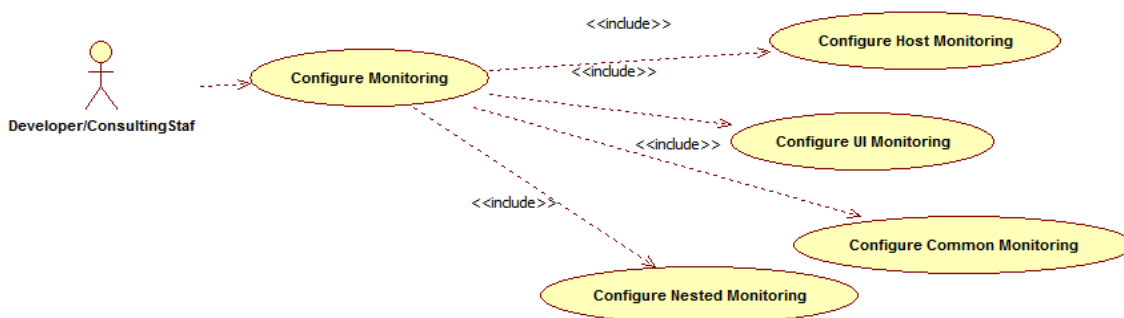 <<include>>
Configure Host Monitoring
<<include>>
Configure Monitoring
Developer/ConsultingStaf
Configure UI Monitoring
<<include>>
<<include>>
Configure Common Monitoring
Configure Nested Monitoring